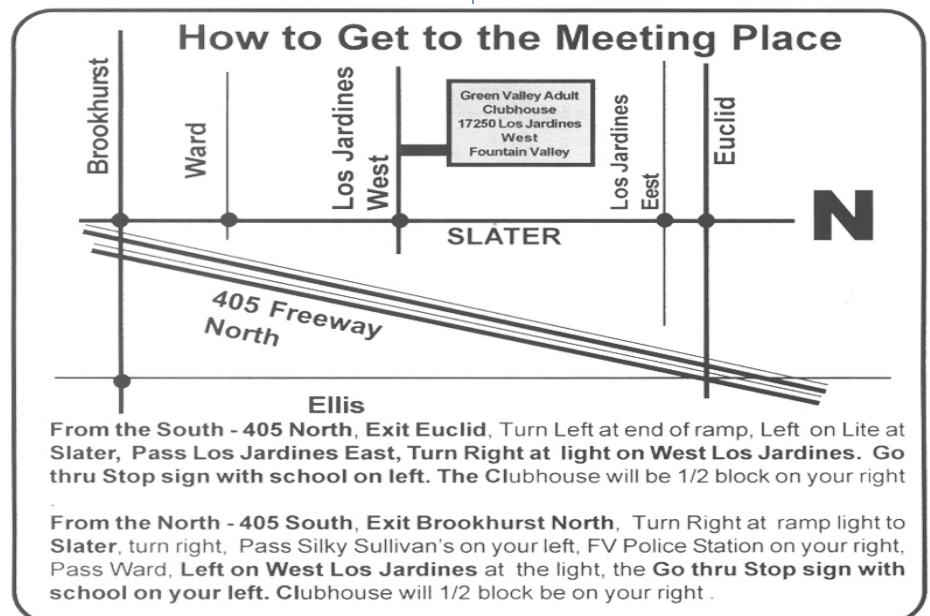 How to Get to the Meeting Place
Brookhurst
Ward
Los Jardines
West
Green Valley Adult
Clubhouse
17250 Los Jardines
West
Fountain Valley
Los Jardines
Eest
Euclid
N
SLATER
405 Freeway
North
Ellis
From the South - 405 North, Exit Euclid, Turn Left at end of ramp, Left on Lite at
Slater, Pass Los Jardines East, Turn Right at light on West Los Jardines. Go
thru Stop sign with school on left. The Clubhouse will be 1/2 block on your right
.
From the North - 405 South, Exit Brookhurst North, Turn Right at ramp light to
Slater, turn right, Pass Silky Sullivan's on your left, FV Police Station on your right,
Pass Ward, Left on West Los Jardines at the light, the Go thru Stop sign with
school on your left. Clubhouse will 1/2 block be on your right .